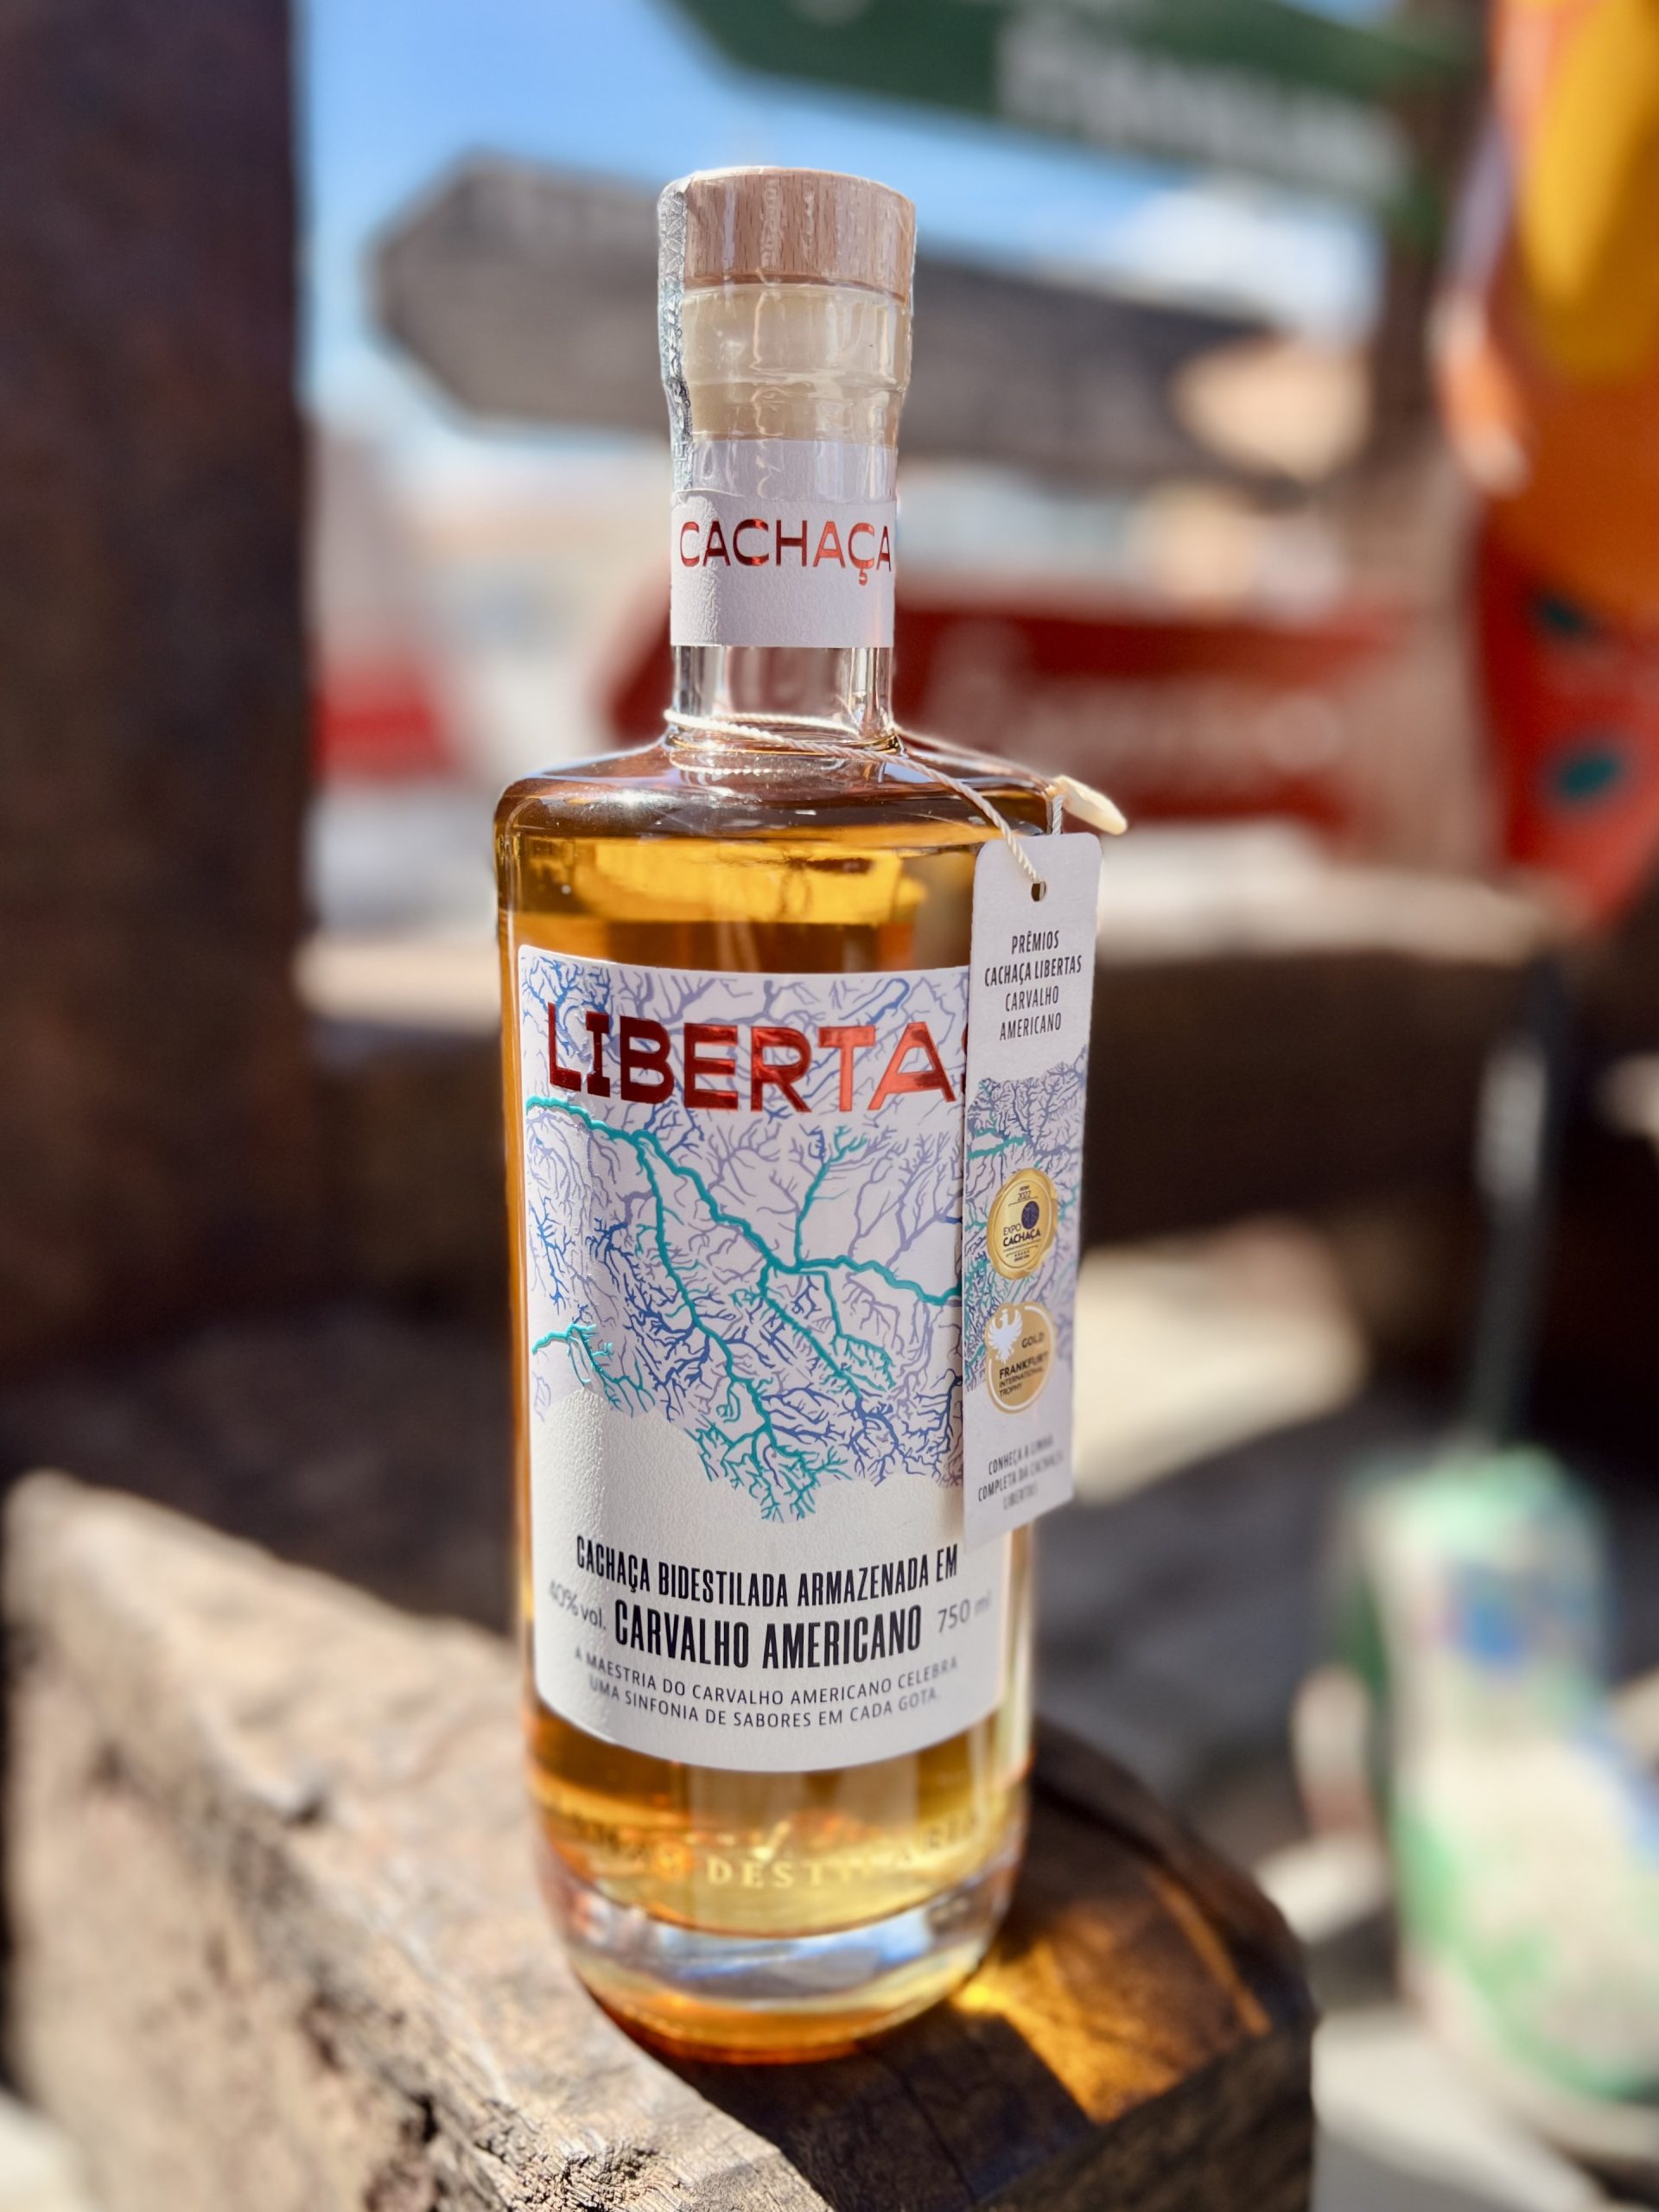 CACHAÇA
LIBERTAS
CACHAÇA BIDESTILADA ARMAZENADA EM
40% vol. CARVALHO AMERICANO 750 ml
A MAESTRIA DO CARVALHO AMERICANO CELEBRA
UMA SINFONIA DE SABORES EM CADA GOTA.
PRÊMIOS
CACHAÇA LIBERTAS
CARVALHO
AMERICANO
2022
EXPO
CACHAÇA
GOLD
FRANKFURT
INTERNATIONAL
TROPHY
CONHEÇA A LINHA
COMPLETA DA CACHAÇA
LIBERTAS